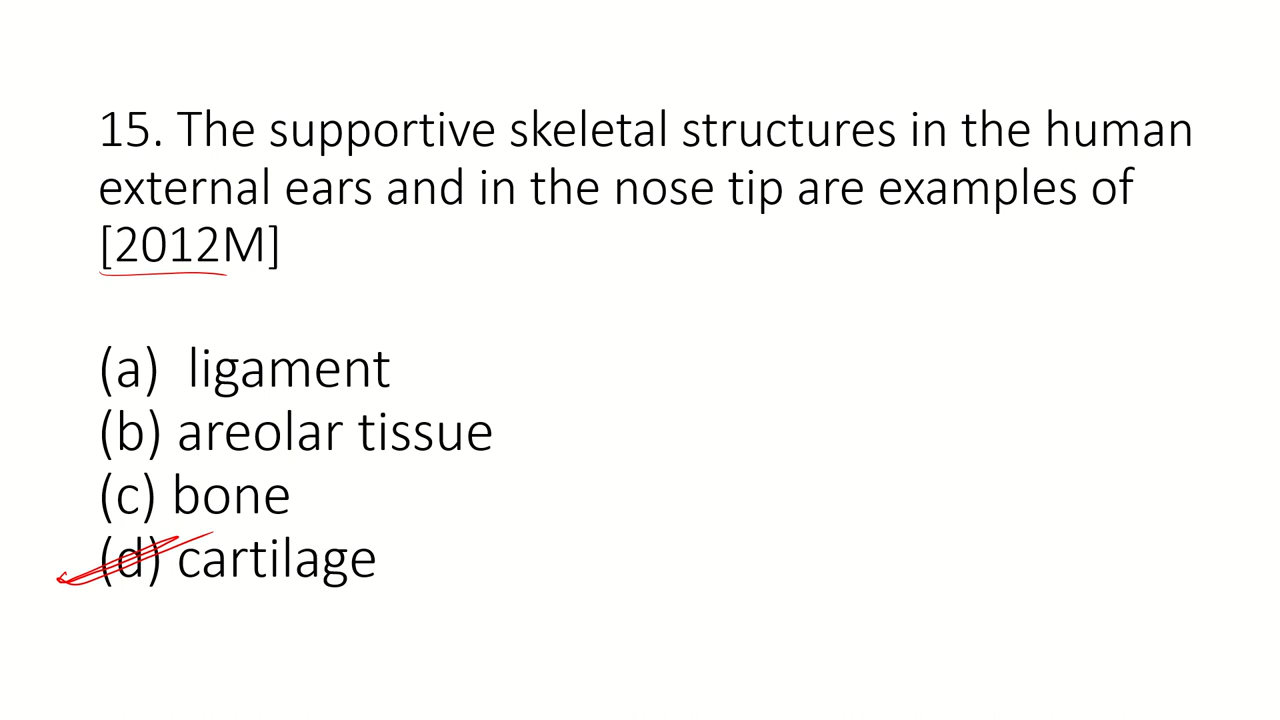 15. The supportive skeletal structures in the human
external ears and in the nose tip are examples of
[2012M]
(a) ligament
(b) areolar tissue
(c) bone
(d) cartilage